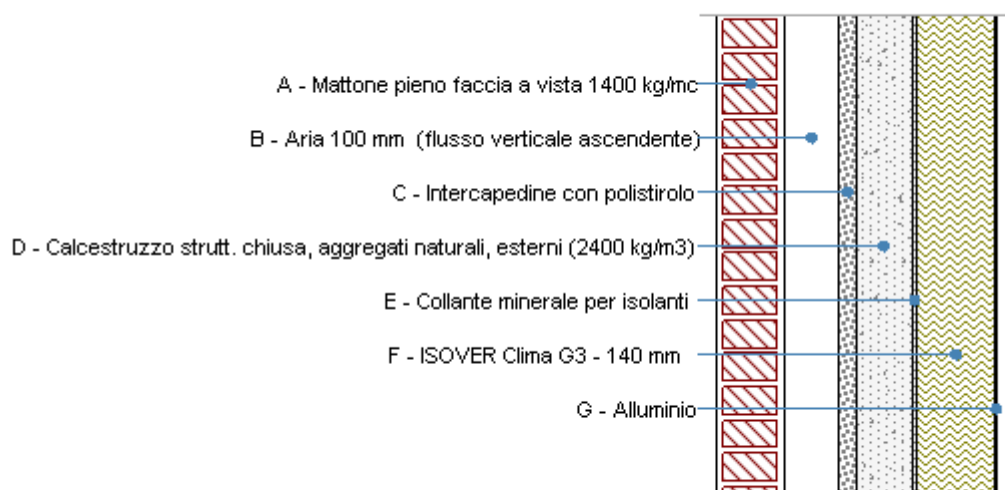 A - Mattone pieno faccia a vista 1400 kg/mc
B - Aria 100 mm (flusso verticale ascendente)
C - Intercapedine con polistirolo
D - Calcestruzzo strutt. chiusa, aggregati naturali, esterni (2400 kg/m3)
E - Collante minerale per isolanti
F - ISOVER Clima G3 - 140 mm
G - Alluminio